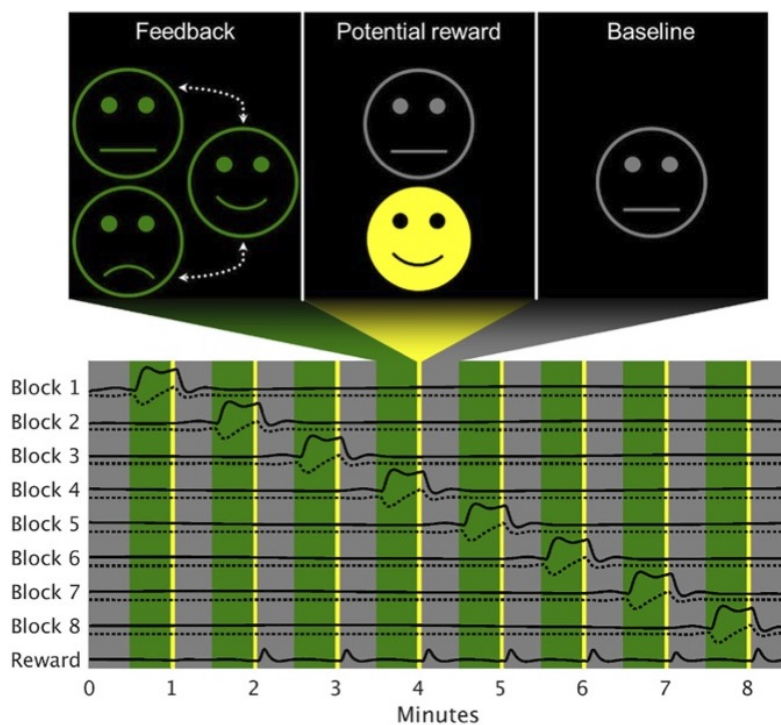 Feedback Potential reward Baseline
Block 1
Block 2
Block 3
Block 4
Block 5
Block 6
Block 7
Block 8
Reward
0 1 2 3 4 5 6 7 8
Minutes